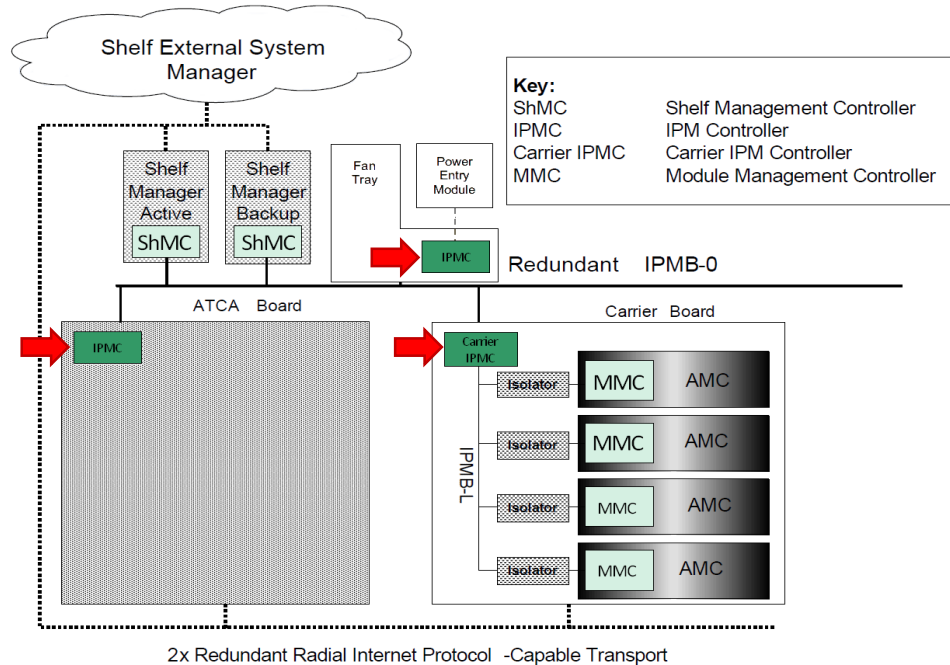 Shelf External System
Manager
Key:
ShMC Shelf Management Controller
IPMC IPM Controller
Carrier IPMC Carrier IPM Controller
MMC Module Management Controller
Shelf
Manager
Active
ShMC
Shelf
Manager
Backup
ShMC
Fan
Tray
Power
Entry
Module
IPMC
Redundant IPMB-0
ATCA Board
IPMC
Carrier Board
Carrier
IPMC
IPMB-L
Isolator
MMC
AMC
Isolator
MMC
AMC
Isolator
MMC
AMC
Isolator
MMC
AMC
2x Redundant Radial Internet Protocol -Capable Transport